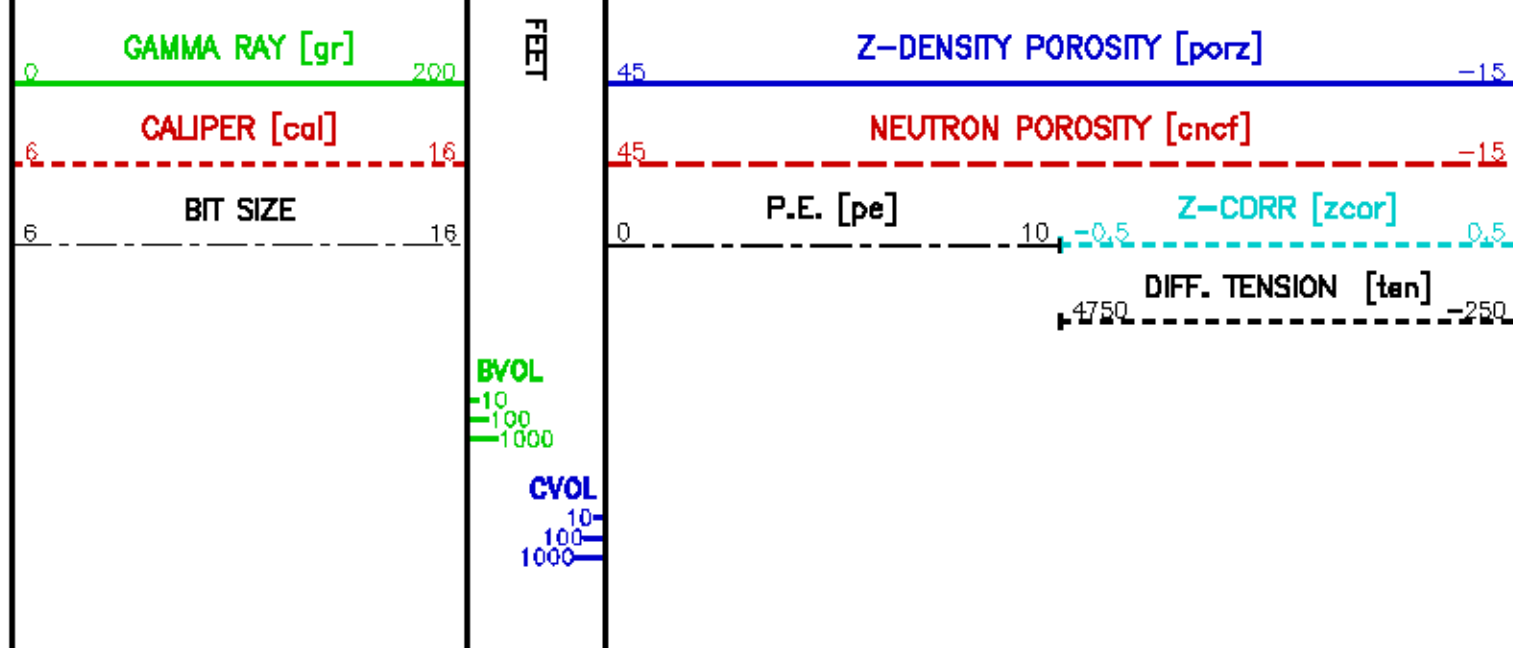 GAMMA RAY [gr]
0 200
CALIPER [cal]
6 16
BIT SIZE
6 16
FEET
BVOL
10
100
1000
CVOL
10
100
1000
Z-DENSITY POROSITY [porz]
45 -15
NEUTRON POROSITY [cncf]
45 -15
P.E. [pe]
0 10
Z-CORR [zcor]
-0.5 0.5
DIFF. TENSION [ten]
4750 -250